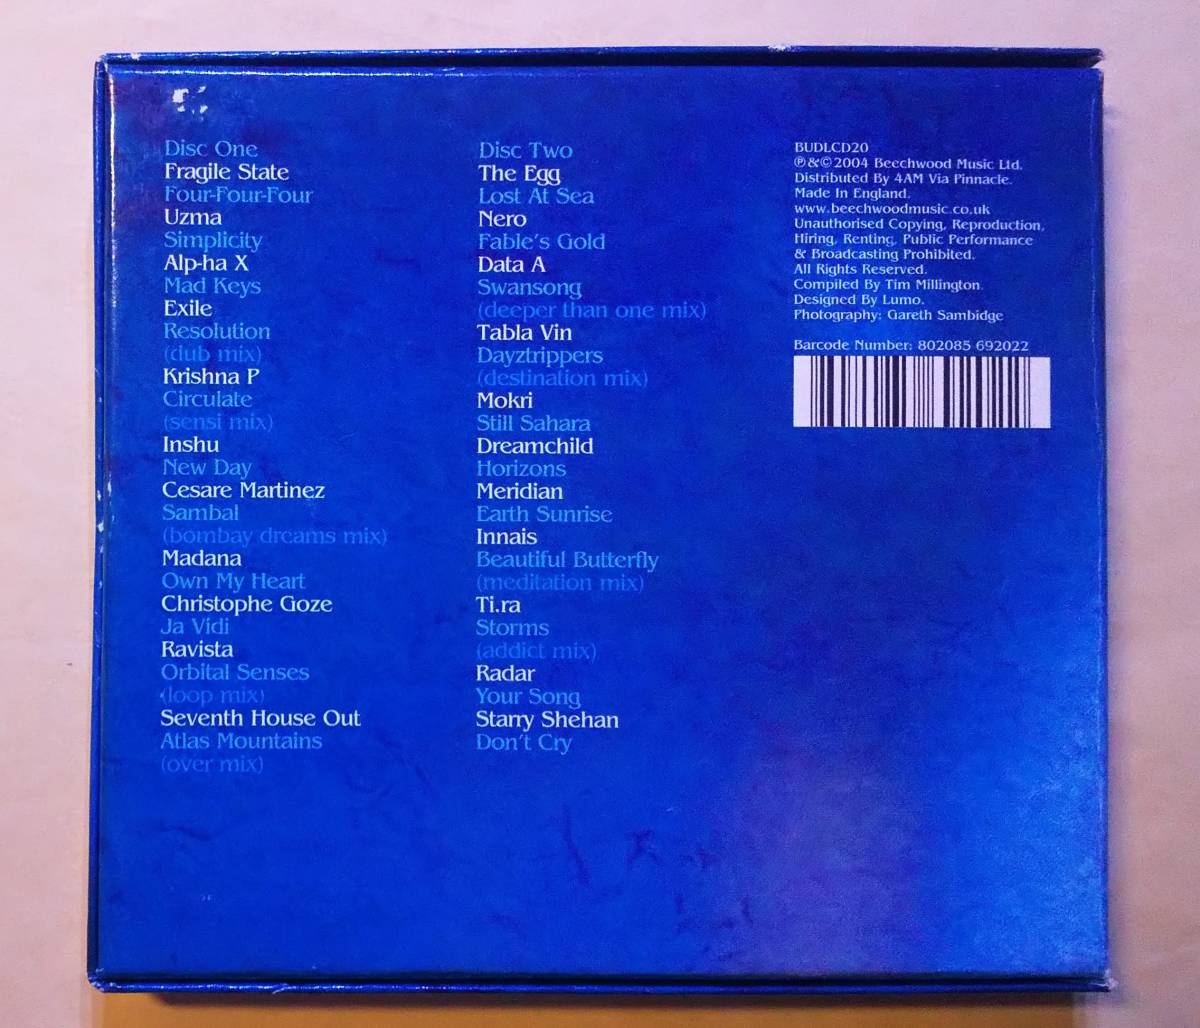 Disc One
Fragile State
Four-Four-Four
Uzma
Simplicity
Alp-ha X
Mad Keys
Exile
Resolution
(dub mix)
Krishna P
Circulate
(sensi mix)
Inshu
New Day
Cesare Martinez
Sambal
(bombay dreams mix)
Madana
Own My Heart
Christophe Goze
Ja Vidi
Ravista
Orbital Senses
(loop mix)
Seventh House Out
Atlas Mountains
(over mix)
Disc Two
The Egg
Lost At Sea
Nero
Fable's Gold
Data A
Swansong
(deeper than one mix)
Tabla Vin
Dayztrippers
(destination mix)
Mokri
Still Sahara
Dreamchild
Horizons
Meridian
Earth Sunrise
Innais
Beautiful Butterfly
(meditation mix)
Ti.ra
Storms
(addict mix)
Radar
Your Song
Starry Shehan
Don't Cry
BUDLCD20
℗&©2004 Beechwood Music Ltd.
Distributed By 4AM Via Pinnacle.
Made In England.
www.beechwoodmusic.co.uk
Unauthorised Copying, Reproduction,
Hiring, Renting, Public Performance
& Broadcasting Prohibited.
All Rights Reserved.
Compiled By Tim Millington.
Designed By Lumo.
Photography: Gareth Sambidge
Barcode Number: 802085 692022